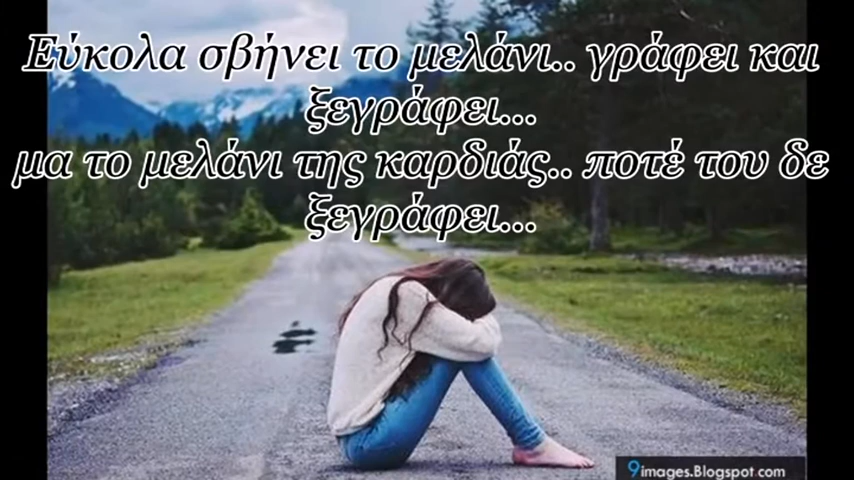 Εύκολα σβήνει το μελάνι.. γράφει και
ξεγράφει...
μα το μελάνι της καρδιάς.. ποτέ του δε
ξεγράφει...
9images.Blogspot.com